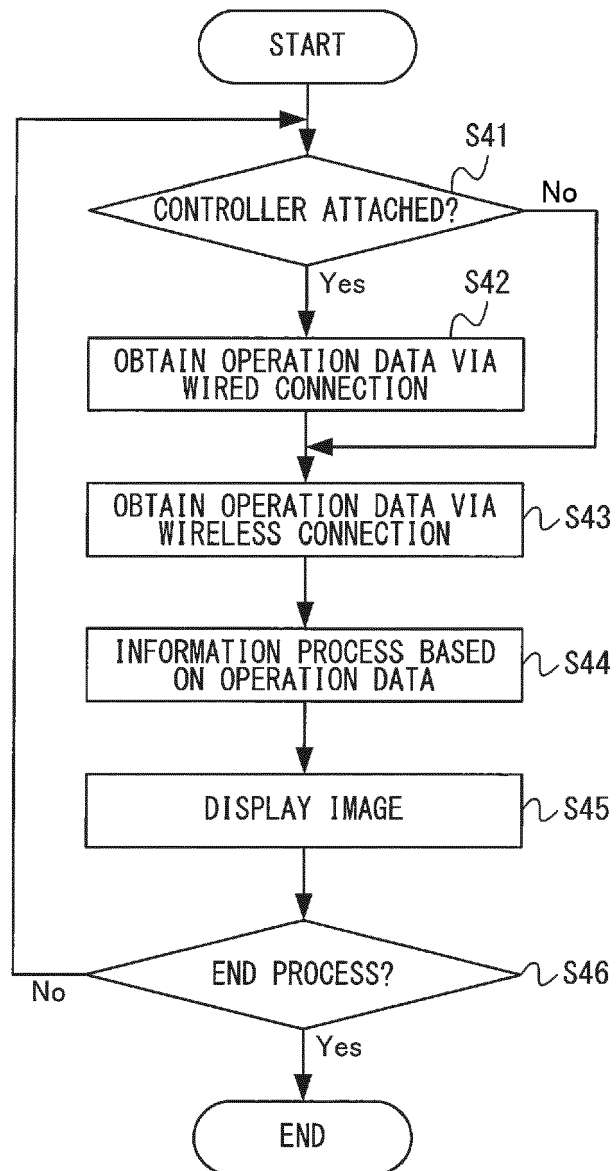 START
S41
CONTROLLER ATTACHED?
No
Yes
S42
OBTAIN OPERATION DATA VIA
WIRED CONNECTION
OBTAIN OPERATION DATA VIA
WIRELESS CONNECTION
S43
INFORMATION PROCESS BASED
ON OPERATION DATA
S44
DISPLAY IMAGE
S45
END PROCESS?
S46
No
Yes
END